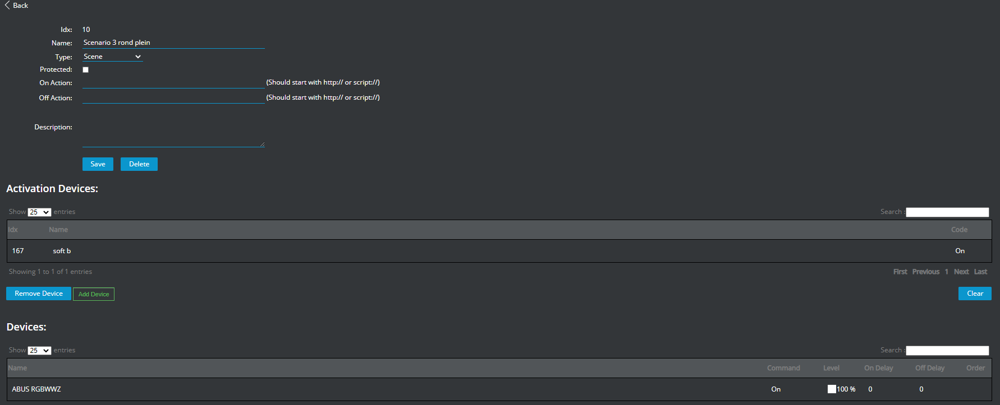 Back
Idx: 10
Name: Scenario 3 rond plein
Type: Scene
Protected:
On Action: (Should start with http:// or script://)
Off Action: (Should start with http:// or script://)
Description:
Save Delete
Activation Devices:
Show 25 entries Search :
Idx Name Code
167 soft b On
Showing 1 to 1 of 1 entries First Previous 1 Next Last
Remove Device Add Device Clear
Devices:
Show 25 entries Search :
Name Command Level On Delay Off Delay Order
ABUS RGBWWZ On 100 % 0 0